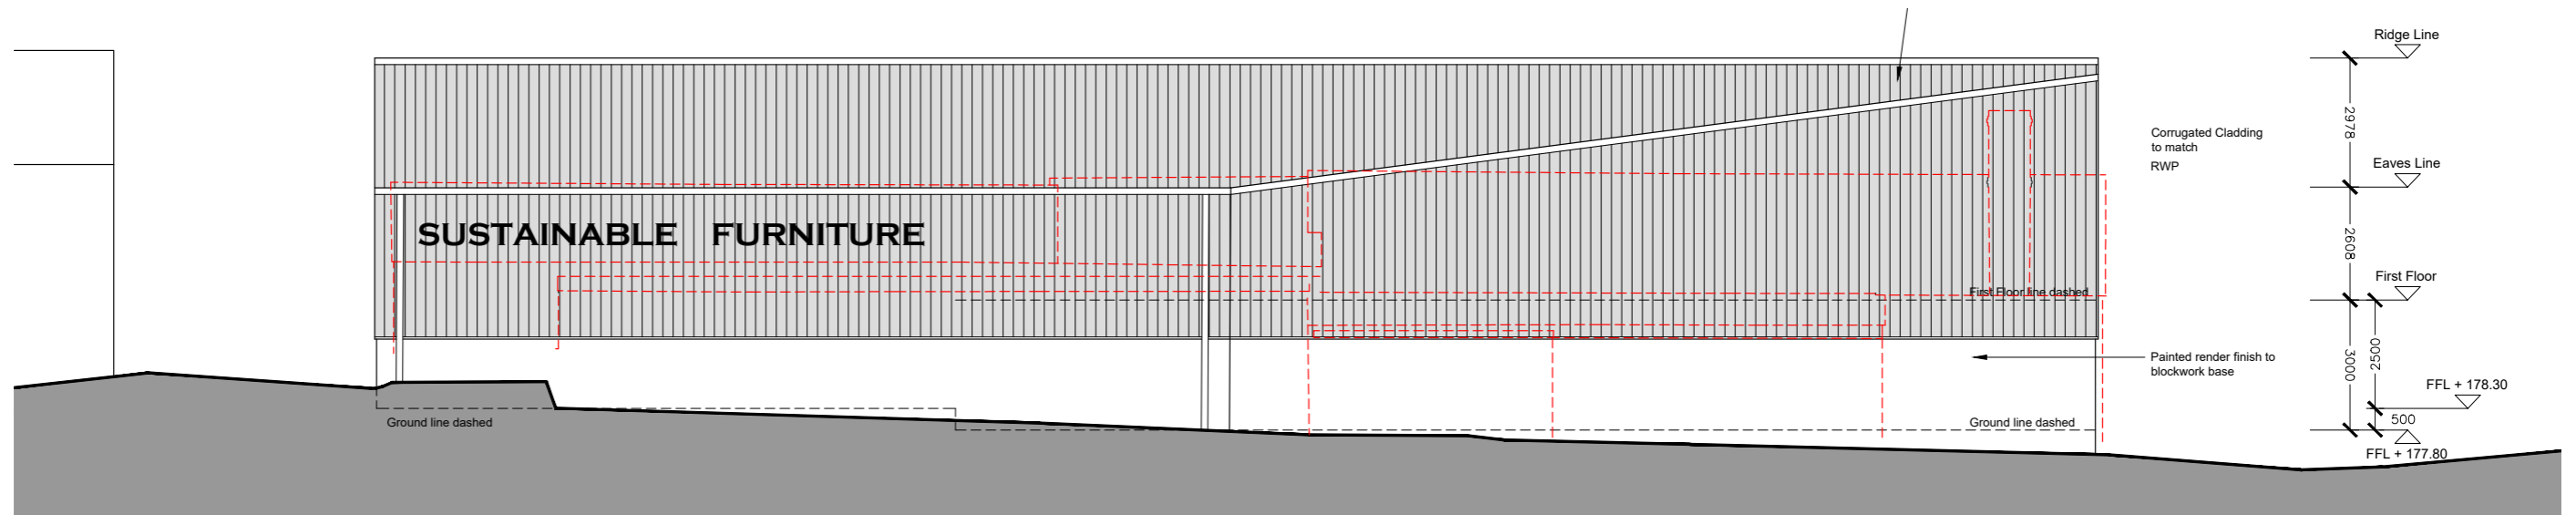 Ridge Line
2978
Corrugated Cladding
to match
RWP
Eaves Line
SUSTAINABLE FURNITURE
2608
First Floor
First Floor line dashed
3000
2500
Painted render finish to
blockwork base
FFL + 178.30
Ground line dashed
Ground line dashed
500
FFL + 177.80